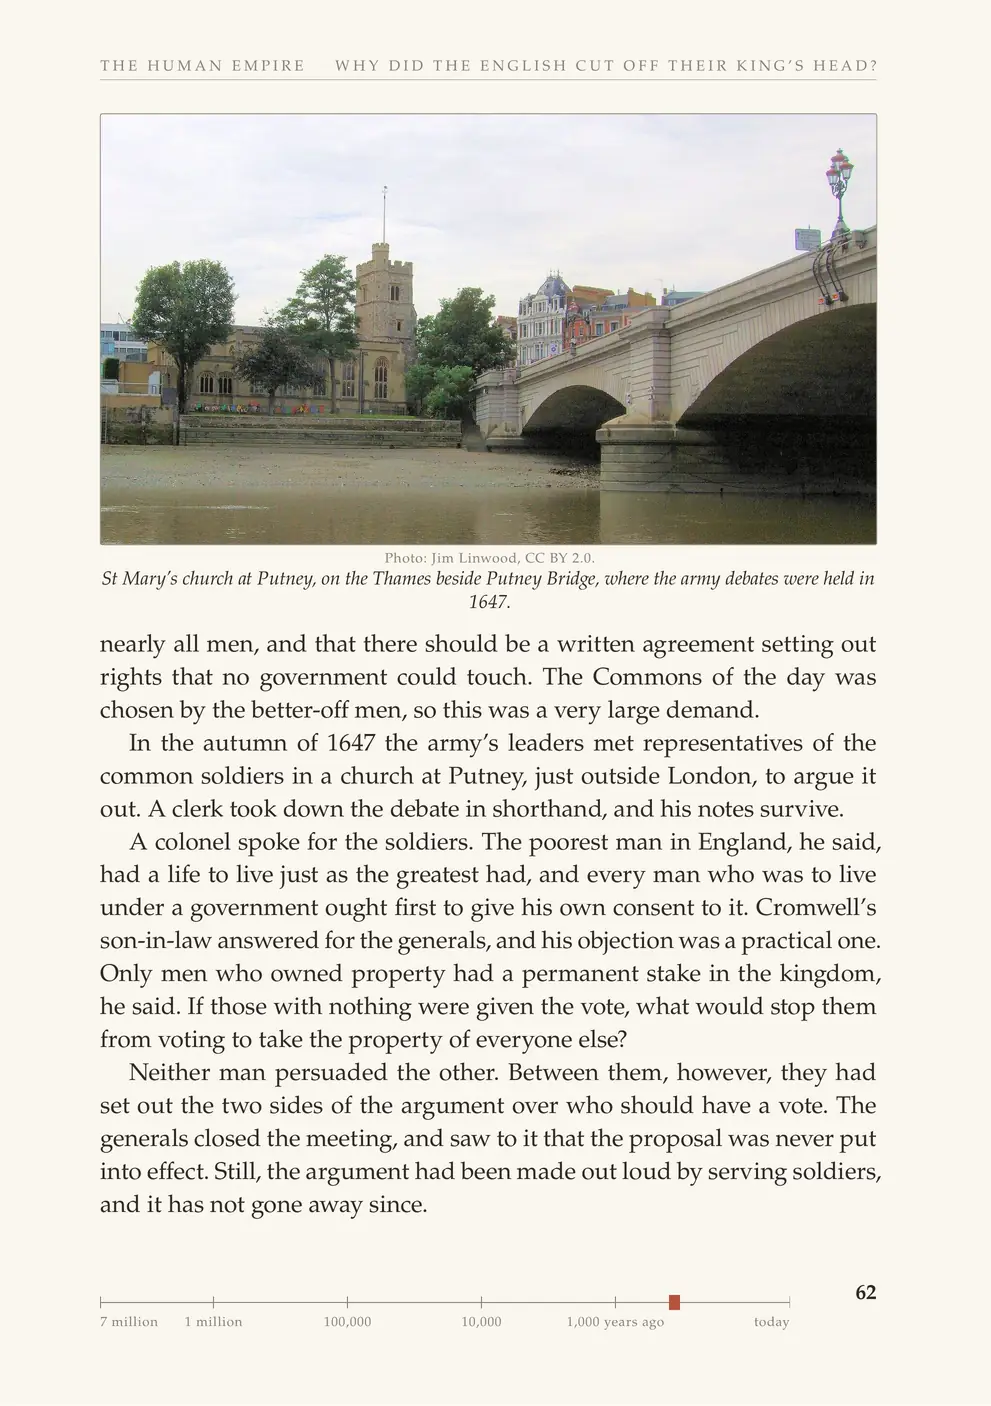 THE HUMAN EMPIRE WHY DID THE ENGLISH CUT OFF THEIR KING'S HEAD?
Photo: Jim Linwood, CC BY 2.0.
St Mary's church at Putney, on the Thames beside Putney Bridge, where the army debates were held in
1647.
nearly all men, and that there should be a written agreement setting out
rights that no government could touch. The Commons of the day was
chosen by the better-off men, so this was a very large demand.
In the autumn of 1647 the army's leaders met representatives of the
common soldiers in a church at Putney, just outside London, to argue it
out. A clerk took down the debate in shorthand, and his notes survive.
A colonel spoke for the soldiers. The poorest man in England, he said,
had a life to live just as the greatest had, and every man who was to live
under a government ought first to give his own consent to it. Cromwell's
son-in-law answered for the generals, and his objection was a practical one.
Only men who owned property had a permanent stake in the kingdom,
he said. If those with nothing were given the vote, what would stop them
from voting to take the property of everyone else?
Neither man persuaded the other. Between them, however, they had
set out the two sides of the argument over who should have a vote. The
generals closed the meeting, and saw to it that the proposal was never put
into effect. Still, the argument had been made out loud by serving soldiers,
and it has not gone away since.
62
7 million 1 million 100,000 10,000 1,000 years ago today